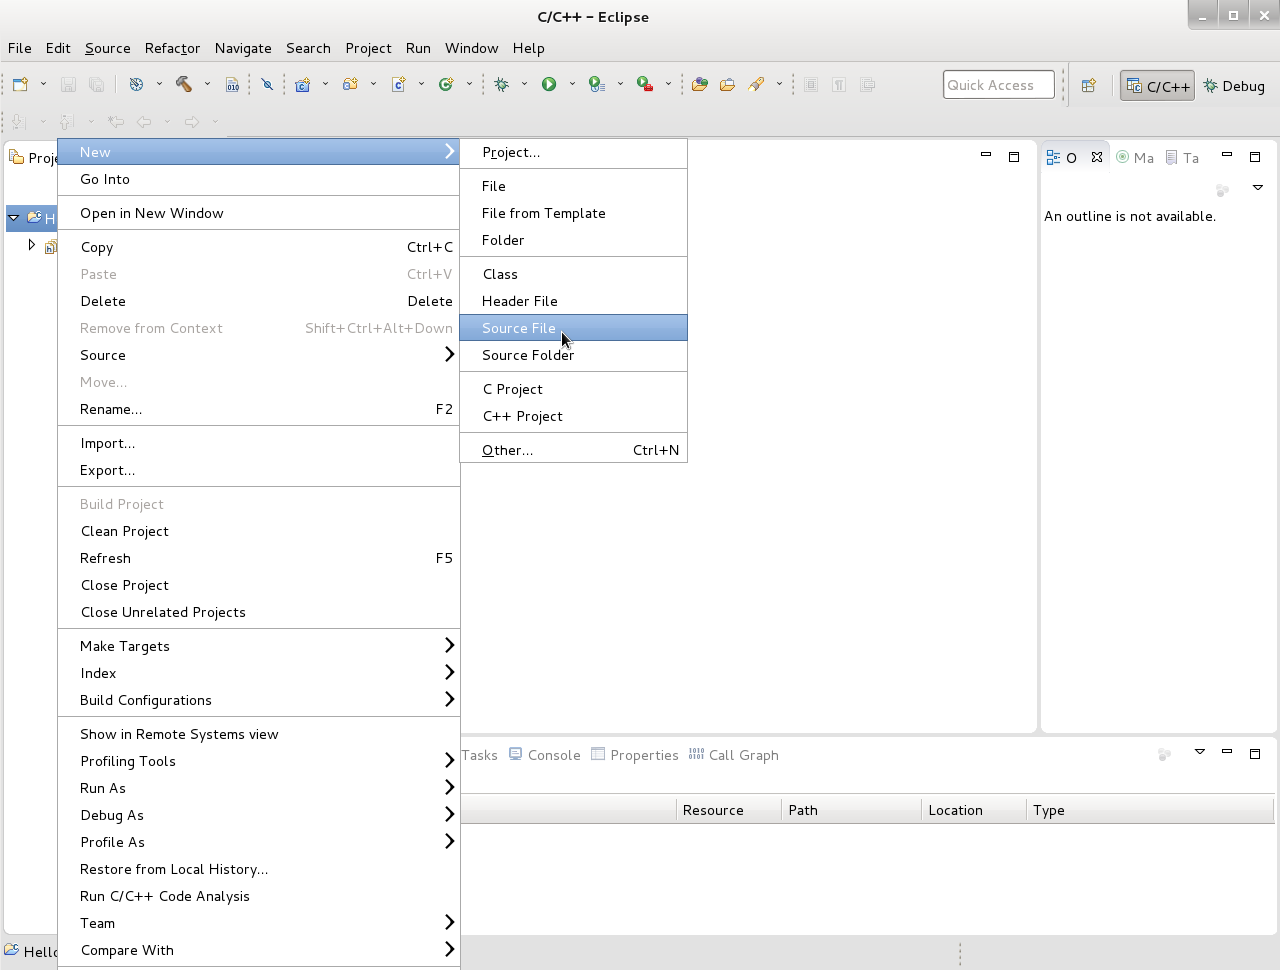 C/C++ – Eclipse
File Edit Source Refactor Navigate Search Project Run Window Help
Quick Access
C/C++
Debug
Proje
New
Go Into
Open in New Window
Copy Ctrl+C
Paste Ctrl+V
Delete Delete
Remove from Context Shift+Ctrl+Alt+Down
Source
Move...
Rename... F2
Import...
Export...
Build Project
Clean Project
Refresh F5
Close Project
Close Unrelated Projects
Make Targets
Index
Build Configurations
Show in Remote Systems view
Profiling Tools
Run As
Debug As
Profile As
Restore from Local History...
Run C/C++ Code Analysis
Team
Compare With
Project...
File
File from Template
Folder
Class
Header File
Source File
Source Folder
C Project
C++ Project
Other... Ctrl+N
O Ma Ta
An outline is not available.
H
Tasks Console Properties Call Graph
Resource Path Location Type
Hello